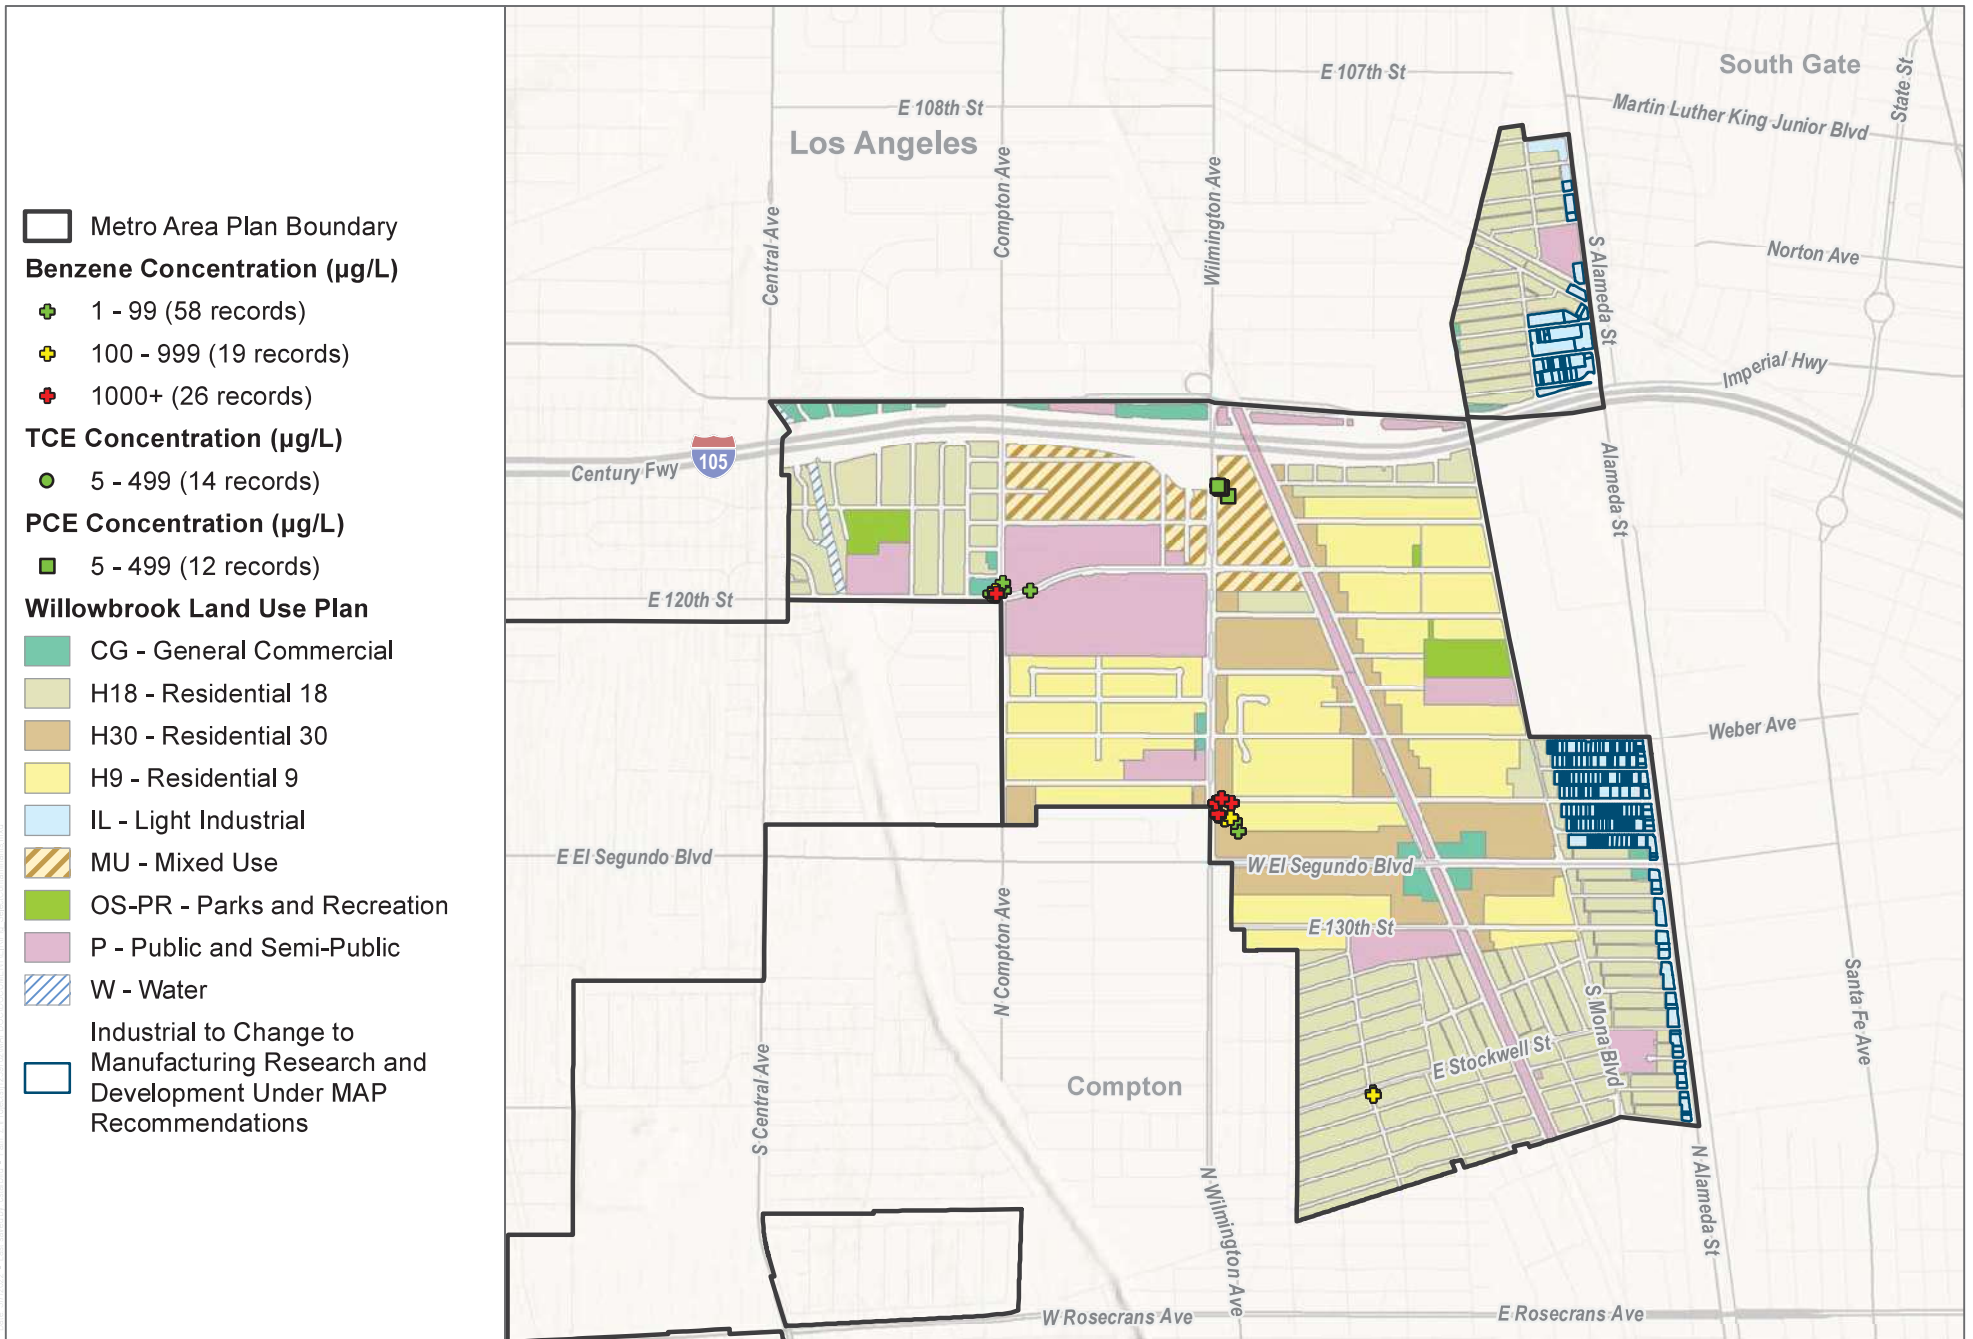 Metro Area Plan Boundary
Benzene Concentration (µg/L)
1 - 99 (58 records)
100 - 999 (19 records)
1000+ (26 records)
TCE Concentration (µg/L)
5 - 499 (14 records)
PCE Concentration (µg/L)
5 - 499 (12 records)
Willowbrook Land Use Plan
CG - General Commercial
H18 - Residential 18
H30 - Residential 30
H9 - Residential 9
IL - Light Industrial
MU - Mixed Use
OS-PR - Parks and Recreation
P - Public and Semi-Public
W - Water
Industrial to Change to
Manufacturing Research and
Development Under MAP
Recommendations
South Gate
E 107th St
State St
E 108th St
Martin Luther King Junior Blvd
Los Angeles
Compton Ave
Wilmington Ave
Central Ave
S Alameda St
Norton Ave
Imperial Hwy
105
Century Fwy
Alameda St
E 120th St
Weber Ave
E El Segundo Blvd
W El Segundo Blvd
E 130th St
N Compton Ave
S Mona Blvd
Santa Fe Ave
E Stockwell St
S Central Ave
Compton
N Wilmington Ave
N Alameda St
W Rosecrans Ave
E Rosecrans Ave